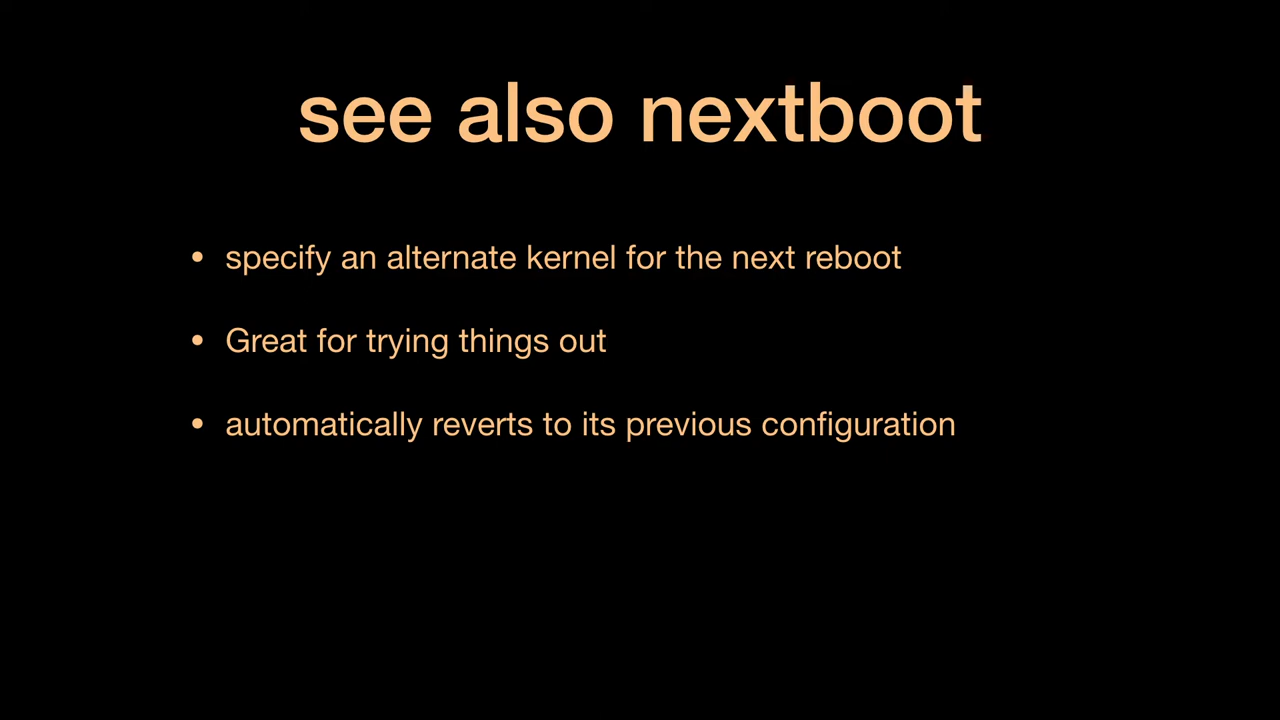 see also nextboot
• specify an alternate kernel for the next reboot
• Great for trying things out
• automatically reverts to its previous configuration